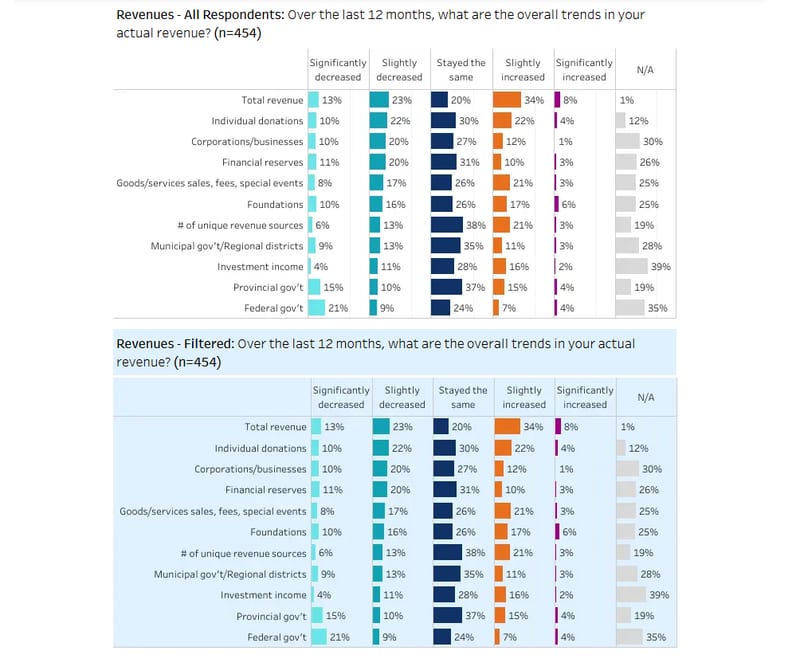 Revenues - All Respondents: Over the last 12 months, what are the overall trends in your
actual revenue? (n=454)
Significantly decreased Slightly decreased Stayed the same Slightly increased Significantly increased N/A
Total revenue 13% 23% 20% 34% 8% 1%
Individual donations 10% 22% 30% 22% 4% 12%
Corporations/businesses 10% 20% 27% 12% 1% 30%
Financial reserves 11% 20% 31% 10% 3% 26%
Goods/services sales, fees, special events 8% 17% 26% 21% 3% 25%
Foundations 10% 16% 26% 17% 6% 25%
# of unique revenue sources 6% 13% 38% 21% 3% 19%
Municipal gov't/Regional districts 9% 13% 35% 11% 3% 28%
Investment income 4% 11% 28% 16% 2% 39%
Provincial gov't 15% 10% 37% 15% 4% 19%
Federal gov't 21% 9% 24% 7% 4% 35%
Revenues - Filtered: Over the last 12 months, what are the overall trends in your actual
revenue? (n=454)
Significantly decreased Slightly decreased Stayed the same Slightly increased Significantly increased N/A
Total revenue 13% 23% 20% 34% 8% 1%
Individual donations 10% 22% 30% 22% 4% 12%
Corporations/businesses 10% 20% 27% 12% 1% 30%
Financial reserves 11% 20% 31% 10% 3% 26%
Goods/services sales, fees, special events 8% 17% 26% 21% 3% 25%
Foundations 10% 16% 26% 17% 6% 25%
# of unique revenue sources 6% 13% 38% 21% 3% 19%
Municipal gov't/Regional districts 9% 13% 35% 11% 3% 28%
Investment income 4% 11% 28% 16% 2% 39%
Provincial gov't 15% 10% 37% 15% 4% 19%
Federal gov't 21% 9% 24% 7% 4% 35%